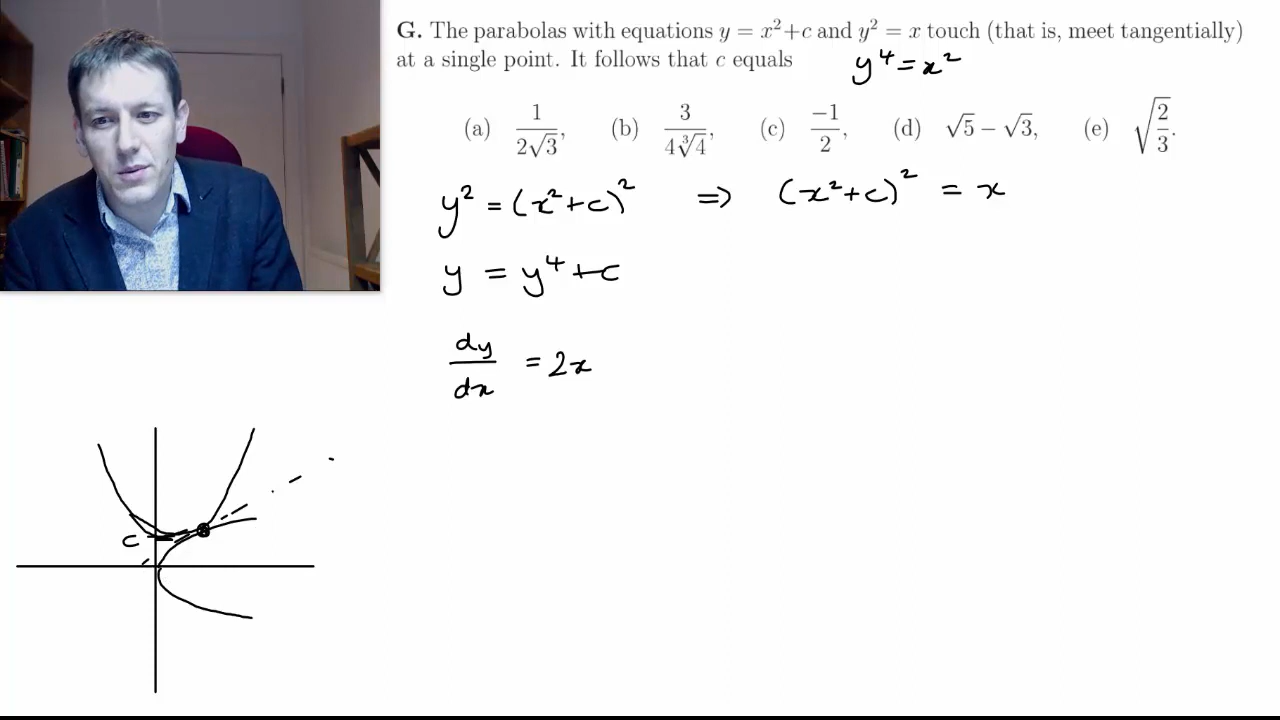 G. The parabolas with equations y = x² + c and y² = x touch (that is, meet tangentially)
at a single point. It follows that c equals
y⁴ = x²
(a) 1/(2√3), (b) 3/(4∛4), (c) −1/2, (d) √5 − √3, (e) √(2/3).
y² = (x² + c)² ⇒ (x² + c)² = x
y = y⁴ + c
dy/dx = 2x
c